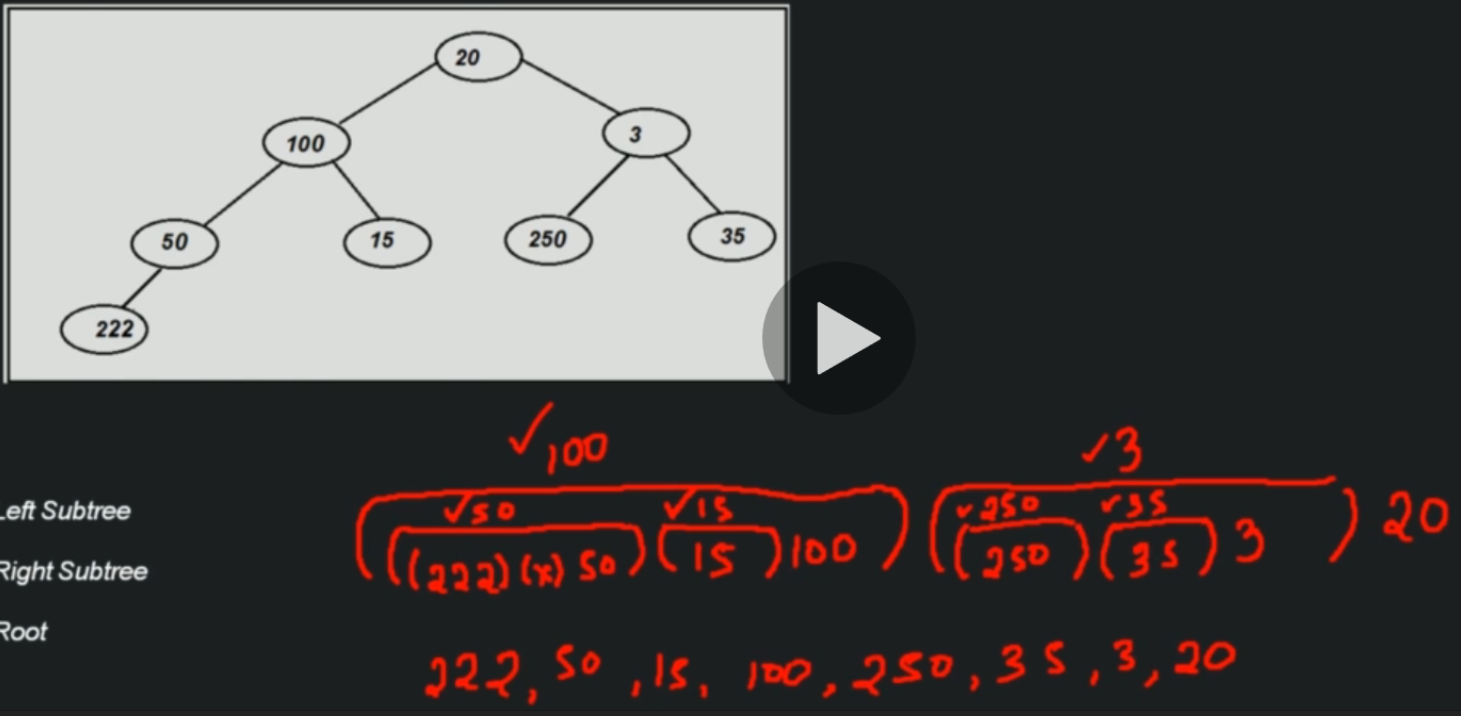 20
100 3
50 15 250 35
222
✓100 ✓3
✓50 ✓15 ✓250 ✓35
Left Subtree (((222)(x) 50)(15)100) ((250)(35) 3) 20
Right Subtree
Root
222, 50, 15, 100, 250, 35, 3, 20